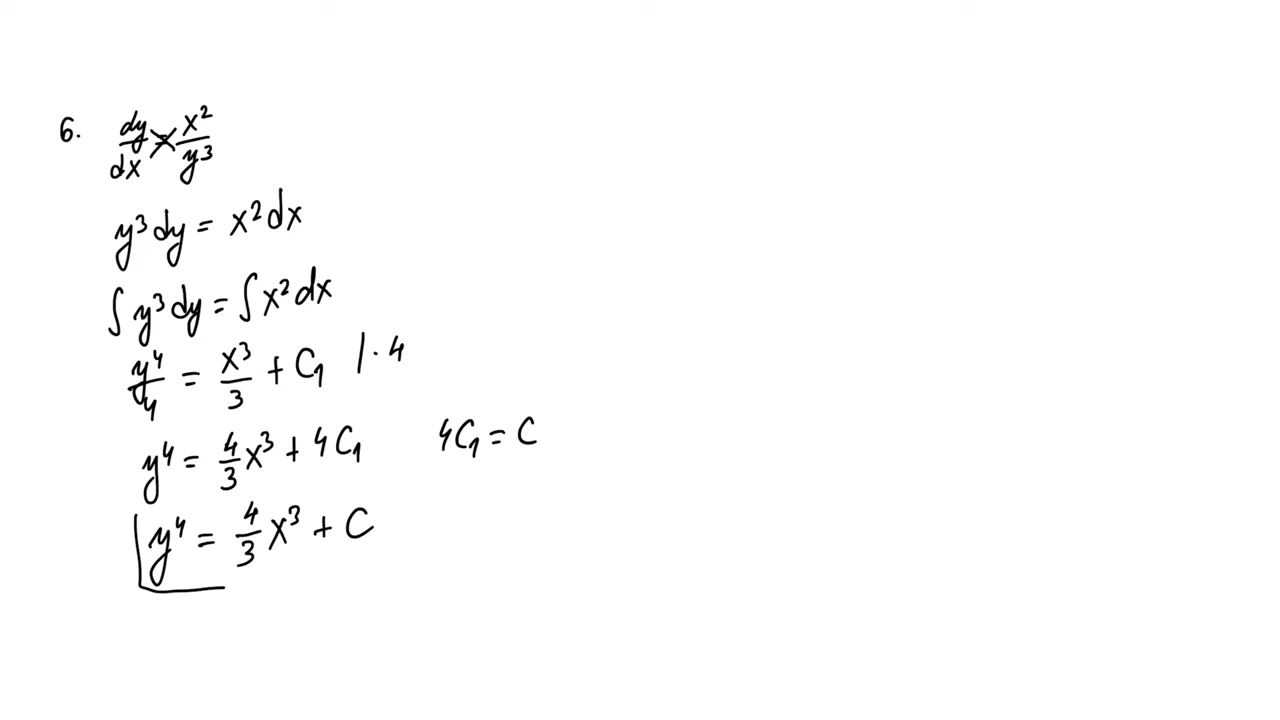 6. dy/dx = x²/y³
y³dy = x²dx
∫y³dy = ∫x²dx
y⁴/4 = x³/3 + C₁ |·4
y⁴ = 4/3 x³ + 4C₁ 4C₁ = C
y⁴ = 4/3 x³ + C